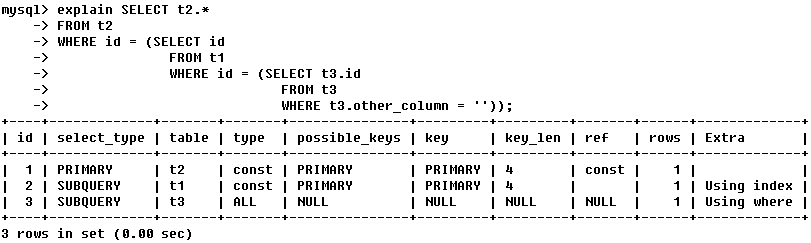 mysql> explain SELECT t2.*
    -> FROM t2
    -> WHERE id = (SELECT id
    ->             FROM t1
    ->             WHERE id = (SELECT t3.id
    ->                         FROM t3
    ->                         WHERE t3.other_column = ''));
+----+-------------+-------+-------+---------------+---------+---------+-------+------+-------------+
| id | select_type | table | type  | possible_keys | key     | key_len | ref   | rows | Extra       |
+----+-------------+-------+-------+---------------+---------+---------+-------+------+-------------+
|  1 | PRIMARY     | t2    | const | PRIMARY       | PRIMARY | 4       | const |    1 |             |
|  2 | SUBQUERY    | t1    | const | PRIMARY       | PRIMARY | 4       |       |    1 | Using index |
|  3 | SUBQUERY    | t3    | ALL   | NULL          | NULL    | NULL    | NULL  |    1 | Using where |
+----+-------------+-------+-------+---------------+---------+---------+-------+------+-------------+
3 rows in set (0.00 sec)